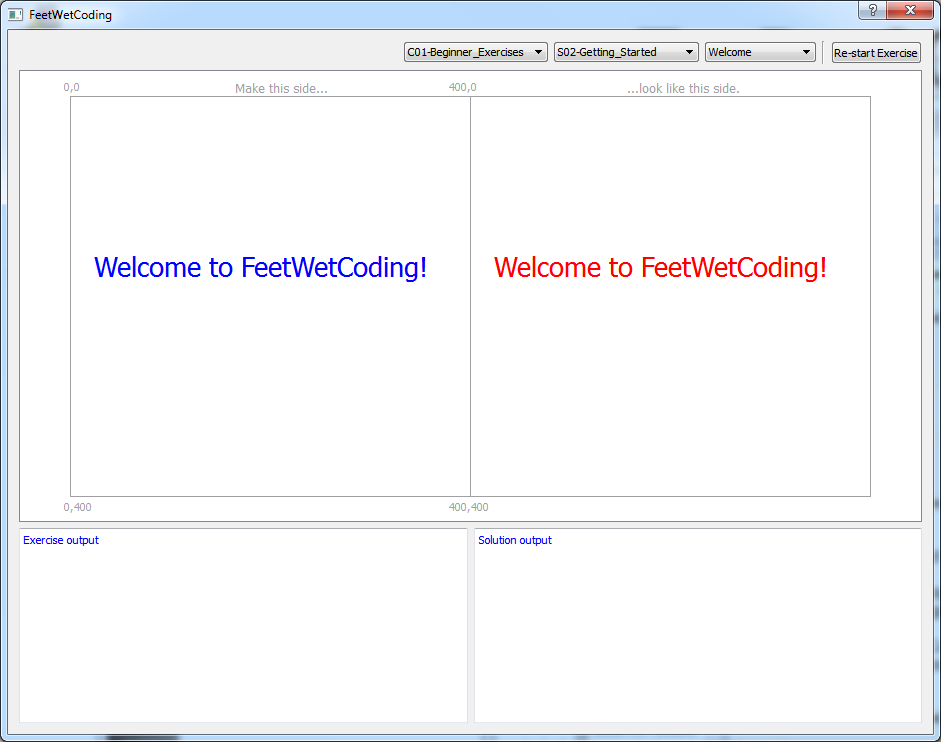 FeetWetCoding
?
C01-Beginner_Exercises S02-Getting_Started Welcome Re-start Exercise
0,0 Make this side... 400,0 ...look like this side.
Welcome to FeetWetCoding! Welcome to FeetWetCoding!
0,400 400,400
Exercise output Solution output